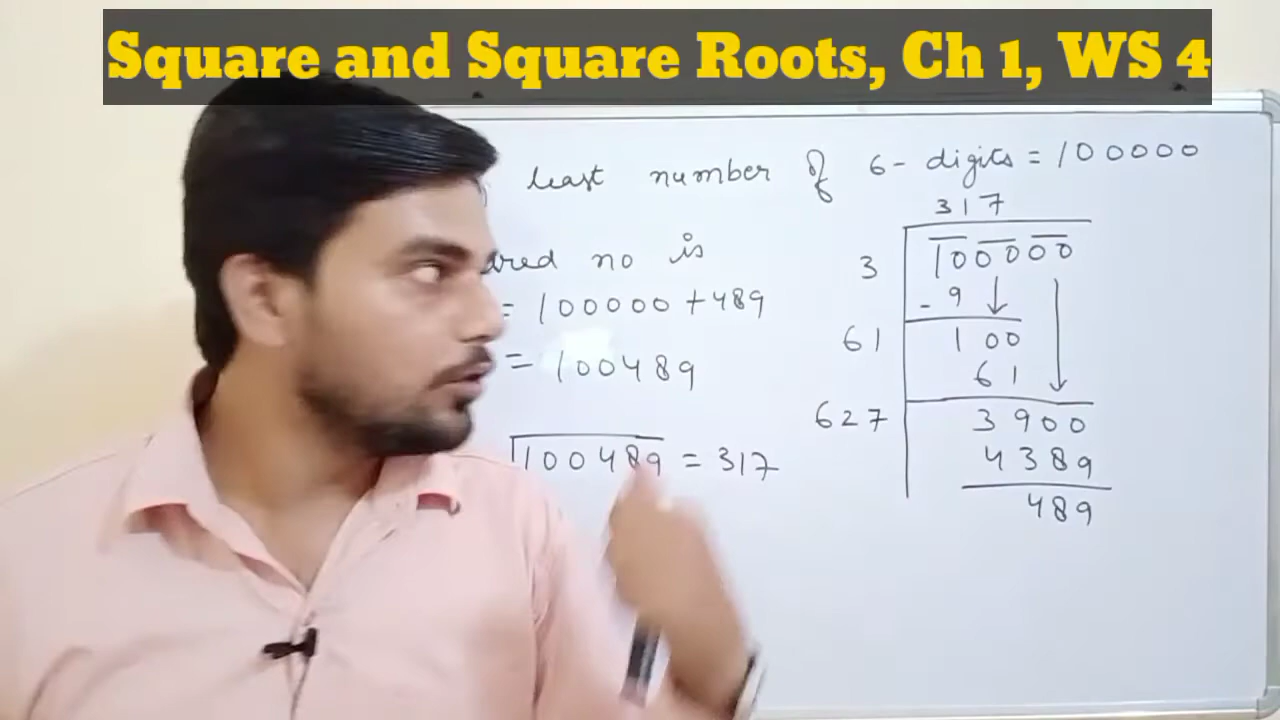 Square and Square Roots, Ch 1, WS 4
least number of 6 - digits = 100000
317
3 100000
- 9
61 100
61
627 3900
4389
489
no is
= 100000 + 489
= 100489
√100489 = 317